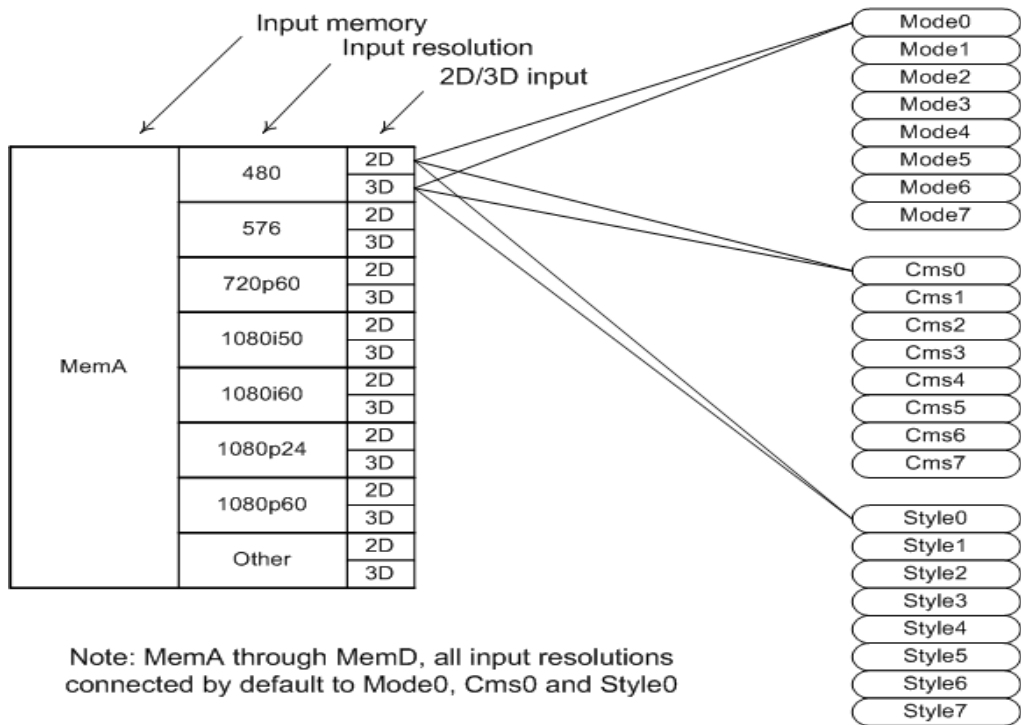 Input memory
Input resolution
2D/3D input
MemA
480
2D
3D
576
2D
3D
720p60
2D
3D
1080i50
2D
3D
1080i60
2D
3D
1080p24
2D
3D
1080p60
2D
3D
Other
2D
3D
Mode0
Mode1
Mode2
Mode3
Mode4
Mode5
Mode6
Mode7
Cms0
Cms1
Cms2
Cms3
Cms4
Cms5
Cms6
Cms7
Style0
Style1
Style2
Style3
Style4
Style5
Style6
Style7
Note: MemA through MemD, all input resolutions
connected by default to Mode0, Cms0 and Style0